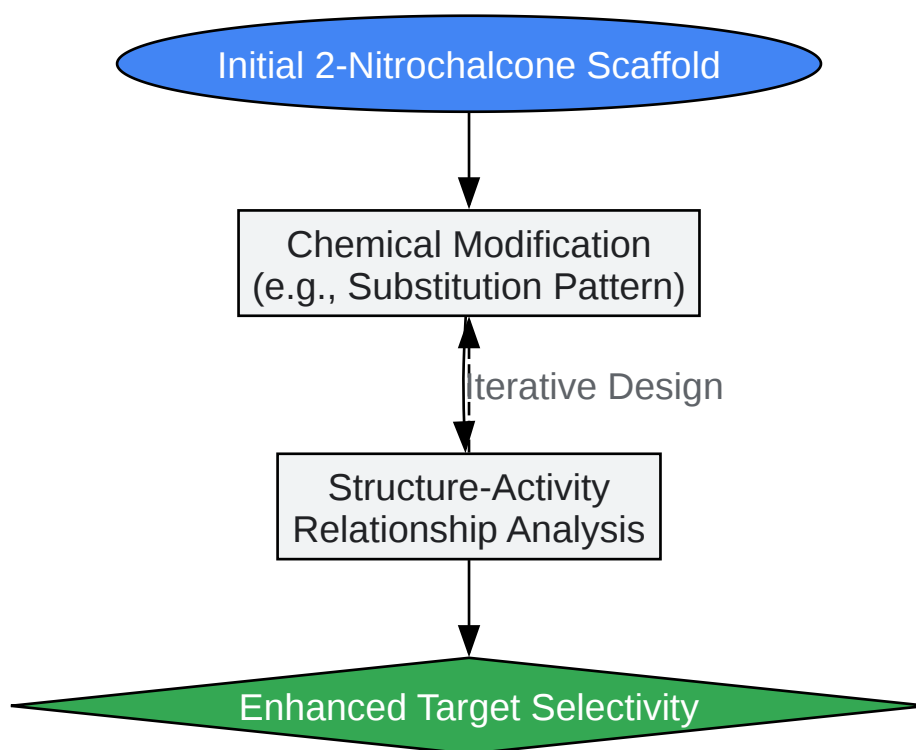 Initial 2-Nitrochalcone Scaffold
Chemical Modification
(e.g., Substitution Pattern)
Iterative Design
Structure-Activity
Relationship Analysis
Enhanced Target Selectivity